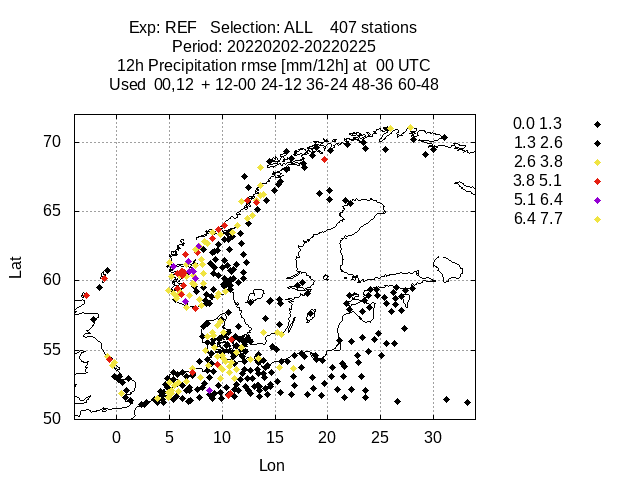 Exp: REF   Selection: ALL    407 stations
Period: 20220202-20220225
12h Precipitation rmse [mm/12h] at  00 UTC
Used  00,12  + 12-00 24-12 36-24 48-36 60-48
0.0 1.3
1.3 2.6
2.6 3.8
3.8 5.1
5.1 6.4
6.4 7.7
70
65
60
55
50
Lat
0 5 10 15 20 25 30
Lon